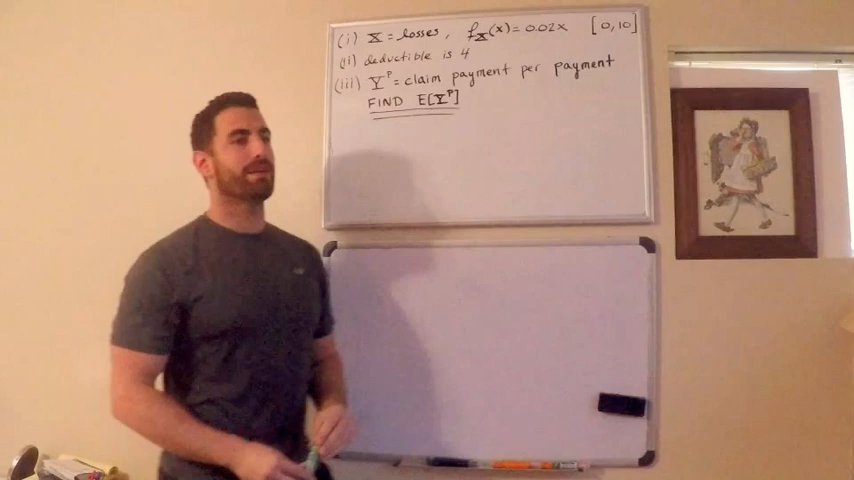 (i) X = losses, f_X(x) = 0.02x [0,10]
(ii) deductible is 4
(iii) Y^P = claim payment per payment
FIND E[Y^P]